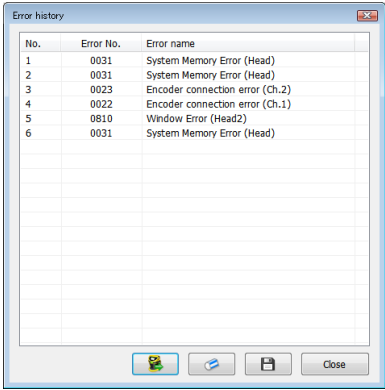 Error history
No. Error No. Error name
1 0031 System Memory Error (Head)
2 0031 System Memory Error (Head)
3 0023 Encoder connection error (Ch.2)
4 0022 Encoder connection error (Ch.1)
5 0810 Window Error (Head2)
6 0031 System Memory Error (Head)
Close